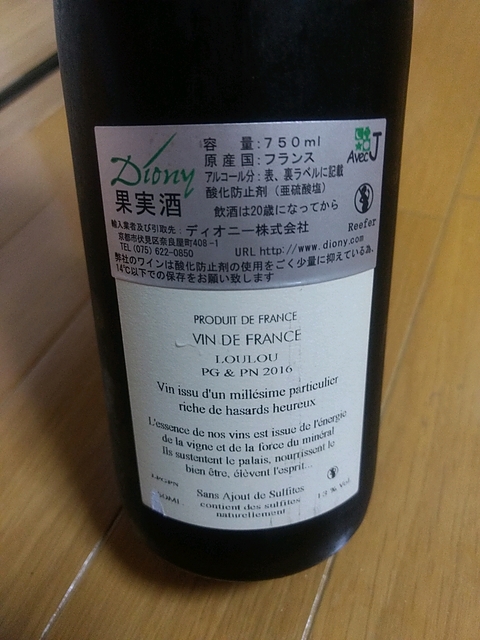 Diony
果実酒
容 量:750ml
原 産 国:フランス
アルコール分:表、裏ラベルに記載
酸化防止剤(亜硫酸塩)
飲酒は20歳になってから
Avec J
Reefer
輸入業者及び引取先:ディオニー株式会社
京都市伏見区奈良屋町408-1
TEL (075) 622-0850
URL http://www.diony.com
弊社のワインは酸化防止剤の使用をごく少量に抑えている為、
14℃以下での保存をお願い致します
PRODUIT DE FRANCE
VIN DE FRANCE
LOULOU
PG & PN 2016
Vin issu d'un millésime particulier
riche de hasards heureux
L'essence de nos vins est issue de l'énergie
de la vigne et de la force du minéral
Ils sustentent le palais, nourrissent le
bien être, élèvent l'esprit...
LPGPN
50ML
13 % vol.
Sans Ajout de Sulfites
contient des sulfites
naturellement